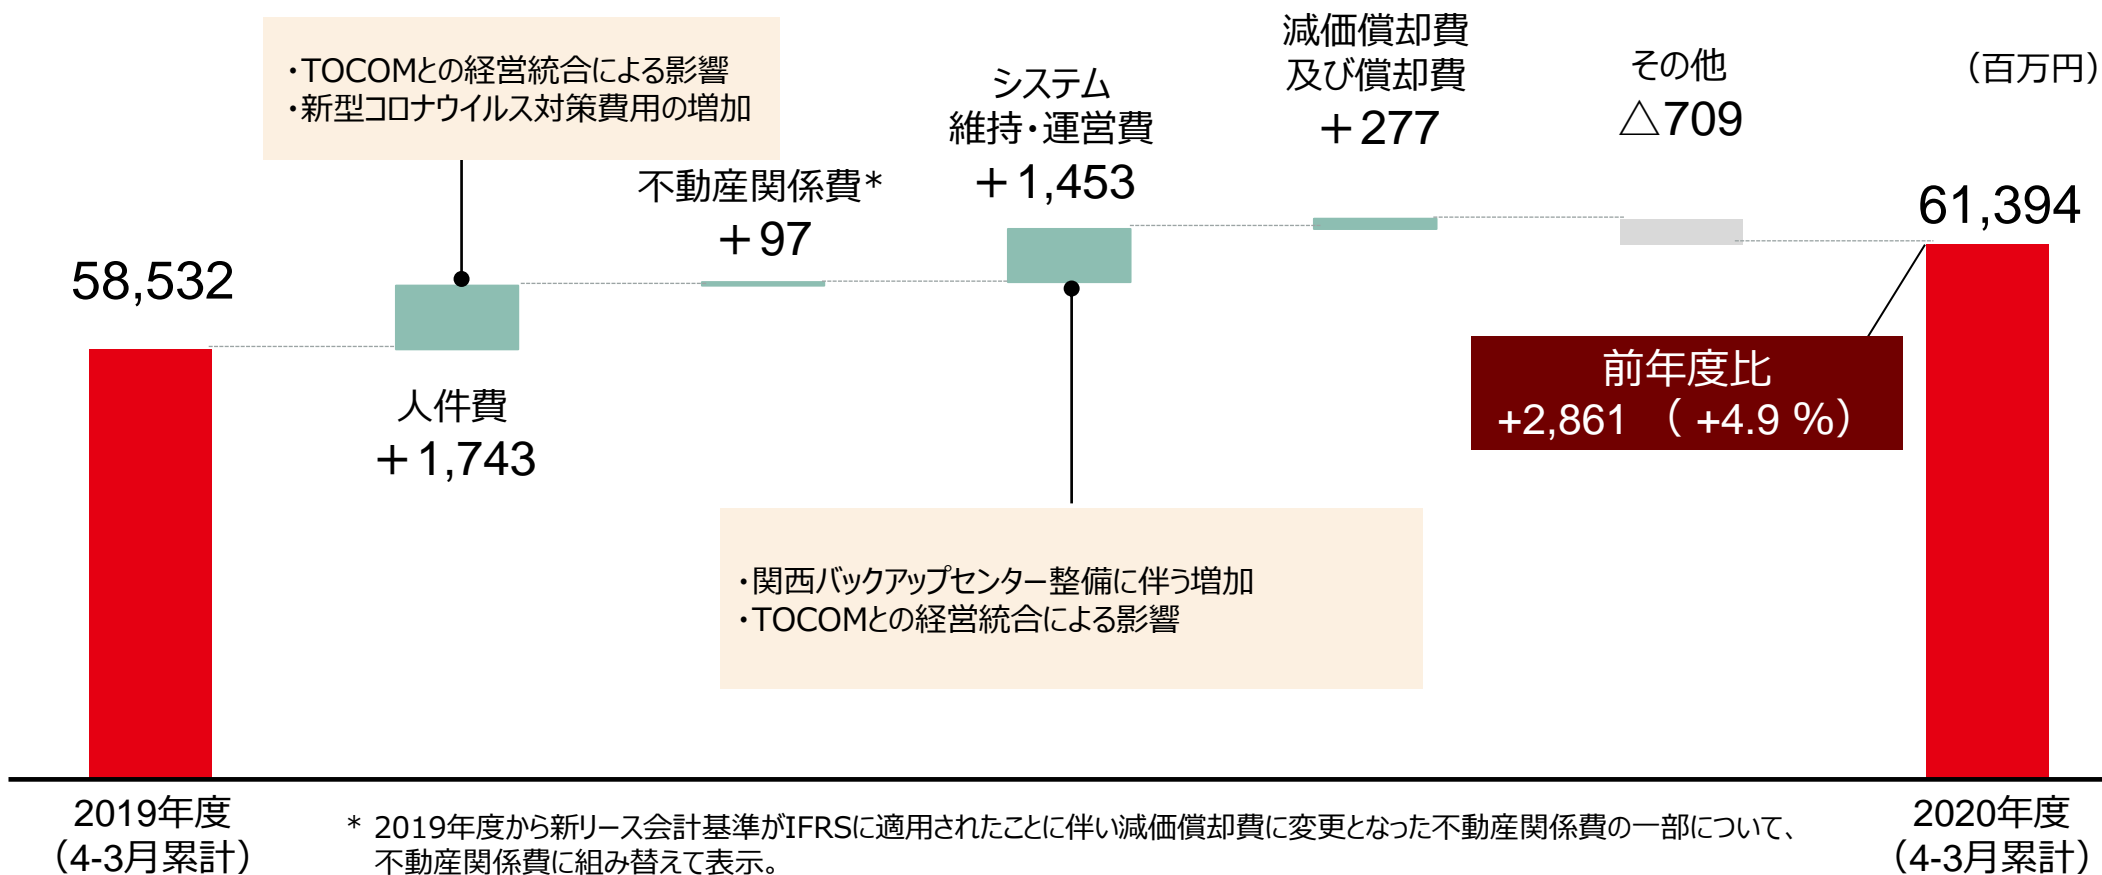 ・TOCOMとの経営統合による影響
・新型コロナウイルス対策費用の増加
不動産関係費*
＋97
システム
維持・運営費
＋1,453
減価償却費
及び償却費
＋277
その他
△709
（百万円）
58,532
61,394
人件費
＋1,743
前年度比
+2,861 （ +4.9 %）
・関西バックアップセンター整備に伴う増加
・TOCOMとの経営統合による影響
2019年度
（4-3月累計）
2020年度
（4-3月累計）
* 2019年度から新リース会計基準がIFRSに適用されたことに伴い減価償却費に変更となった不動産関係費の一部について、
不動産関係費に組み替えて表示。